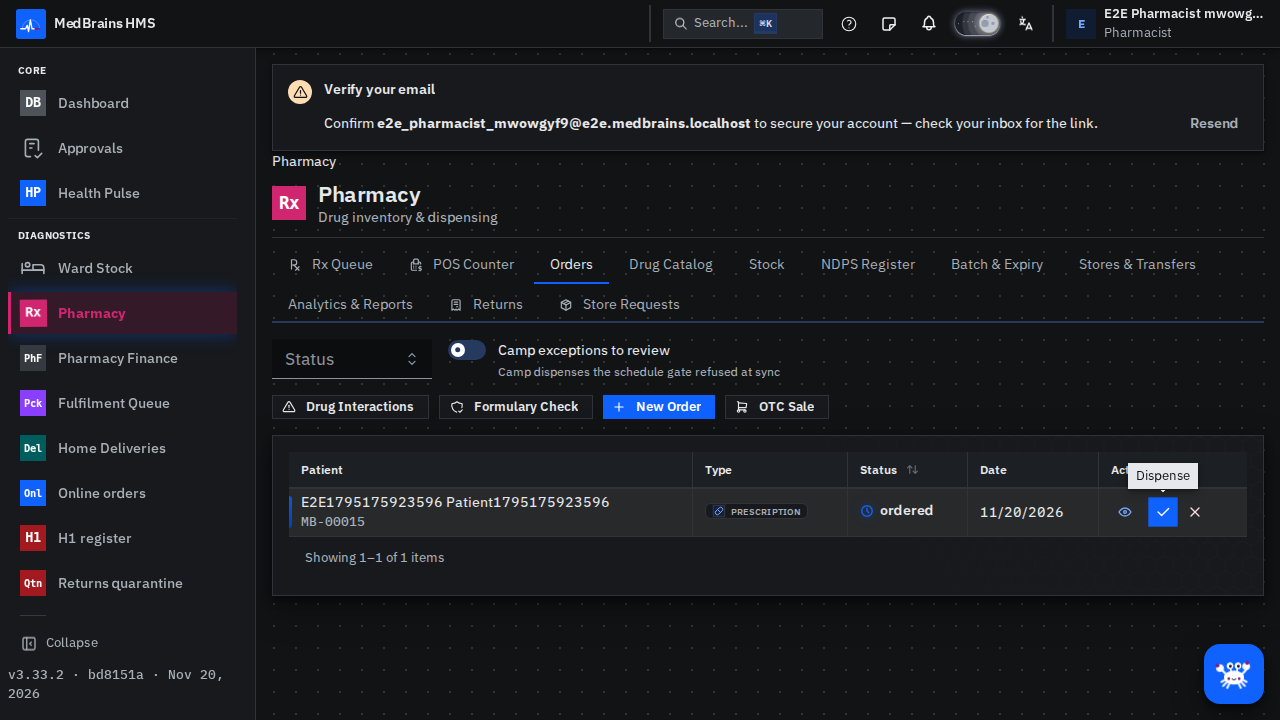 MedBrains HMS
Search...
⌘K
E
E2E Pharmacist mwowg...
Pharmacist
CORE
DB Dashboard
Approvals
HP Health Pulse
DIAGNOSTICS
Ward Stock
Rx Pharmacy
PhF Pharmacy Finance
Pck Fulfilment Queue
Del Home Deliveries
Onl Online orders
H1 H1 register
Qtn Returns quarantine
Collapse
v3.33.2 · bd8151a · Nov 20,
2026
Verify your email
Confirm e2e_pharmacist_mwowgyf9@e2e.medbrains.localhost to secure your account — check your inbox for the link.
Resend
Pharmacy
Rx
Pharmacy
Drug inventory & dispensing
Rx Queue
POS Counter
Orders
Drug Catalog
Stock
NDPS Register
Batch & Expiry
Stores & Transfers
Analytics & Reports
Returns
Store Requests
Status
Camp exceptions to review
Camp dispenses the schedule gate refused at sync
Drug Interactions
Formulary Check
New Order
OTC Sale
Patient
Type
Status
Date
Dispense
E2E1795175923596 Patient1795175923596
MB-00015
PRESCRIPTION
ordered
11/20/2026
Showing 1–1 of 1 items